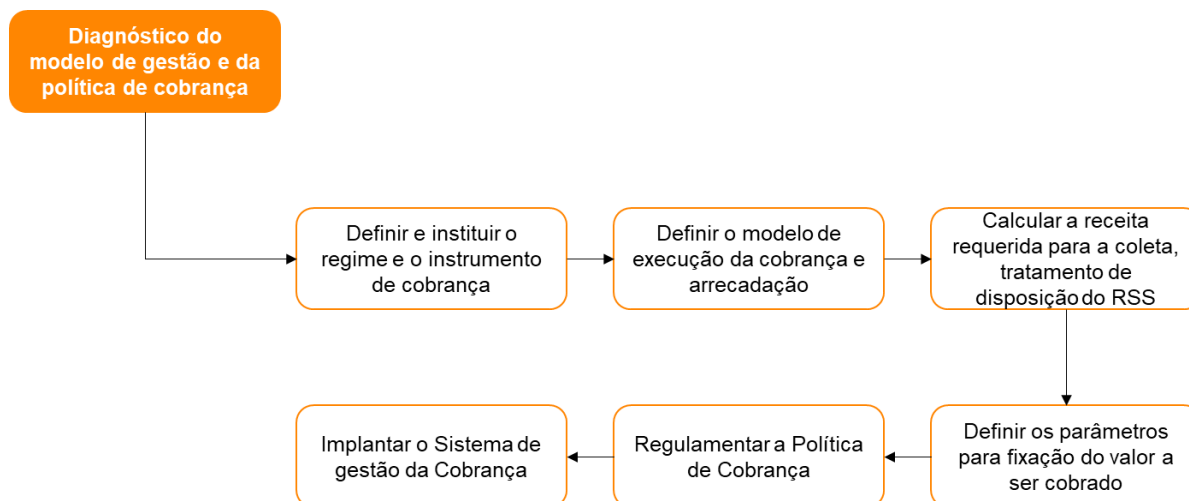 Diagnóstico do
modelo de gestão e da
política de cobrança
Definir e instituir o
regime e o instrumento
de cobrança
Definir o modelo de
execução da cobrança e
arrecadação
Calcular a receita
requerida para a coleta,
tratamento de
disposição do RSS
Definir os parâmetros
para fixação do valor a
ser cobrado
Regulamentar a Política
de Cobrança
Implantar o Sistema de
gestão da Cobrança